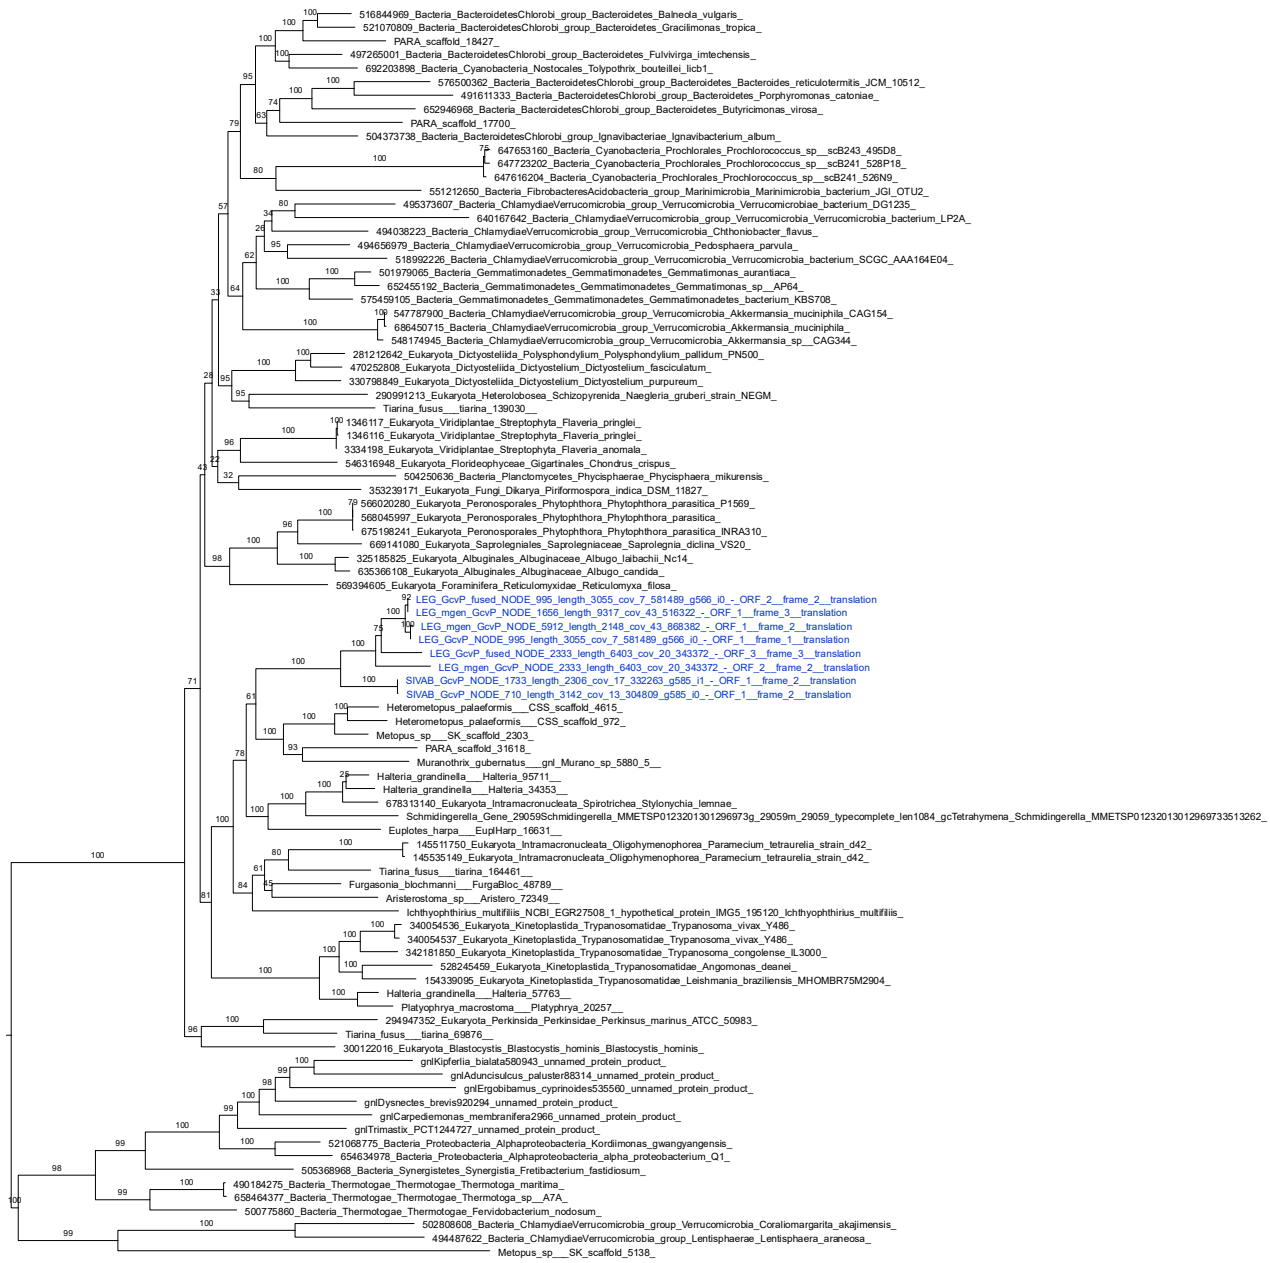 516844969_Bacteria_BacteroidetesChlorobi_group_Bacteroidetes_Balneola_vulgaris_
521070809_Bacteria_BacteroidetesChlorobi_group_Bacteroidetes_Gracilimonas_tropica_
PARA_scaffold_18427_
497265001_Bacteria_BacteroidetesChlorobi_group_Bacteroidetes_Fulvivirga_imtechensis_
692203898_Bacteria_Cyanobacteria_Nostocales_Tolypothrix_bouteillei_Iicb1_
576500362_Bacteria_BacteroidetesChlorobi_group_Bacteroidetes_Bacteroides_reticulotermitis_JCM_10512_
491611333_Bacteria_BacteroidetesChlorobi_group_Bacteroidetes_Porphyromonas_catoniae_
652946968_Bacteria_BacteroidetesChlorobi_group_Bacteroidetes_Butyricimonas_virosa_
PARA_scaffold_17700_
504373738_Bacteria_BacteroidetesChlorobi_group_Ignavibacteriae_Ignavibacterium_album_
647653160_Bacteria_Cyanobacteria_Prochlorales_Prochlorococcus_sp__scB243_495D8_
647723202_Bacteria_Cyanobacteria_Prochlorales_Prochlorococcus_sp__scB241_528P18_
647616204_Bacteria_Cyanobacteria_Prochlorales_Prochlorococcus_sp__scB241_526N9_
551212650_Bacteria_FibrobacteresAcidobacteria_group_Marinimicrobia_Marinimicrobia_bacterium_JGI_OTU2_
495373607_Bacteria_ChlamydiaeVerrucomicrobia_group_Verrucomicrobia_Verrucomicrobiae_bacterium_DG1235_
640167642_Bacteria_ChlamydiaeVerrucomicrobia_group_Verrucomicrobia_Verrucomicrobia_bacterium_LP2A_
494038223_Bacteria_ChlamydiaeVerrucomicrobia_group_Verrucomicrobia_Chthoniobacter_flavus_
494656979_Bacteria_ChlamydiaeVerrucomicrobia_group_Verrucomicrobia_Pedosphaera_parvula_
518992226_Bacteria_ChlamydiaeVerrucomicrobia_group_Verrucomicrobia_Verrucomicrobia_bacterium_SCGC_AAA164E04_
501979065_Bacteria_Gemmatimonadetes_Gemmatimonadetes_Gemmatimonas_aurantiaca_
652455192_Bacteria_Gemmatimonadetes_Gemmatimonadetes_Gemmatimonas_sp__AP64_
575459105_Bacteria_Gemmatimonadetes_Gemmatimonadetes_Gemmatimonadetes_bacterium_KBS708_
547787900_Bacteria_ChlamydiaeVerrucomicrobia_group_Verrucomicrobia_Akkermansia_muciniphila_CAG154_
686450715_Bacteria_ChlamydiaeVerrucomicrobia_group_Verrucomicrobia_Akkermansia_muciniphila_
548174945_Bacteria_ChlamydiaeVerrucomicrobia_group_Verrucomicrobia_Akkermansia_sp__CAG344_
281212642_Eukaryota_Dictyosteliida_Polysphondylium_Polysphondylium_pallidum_PN500_
470252808_Eukaryota_Dictyosteliida_Dictyostelium_Dictyostelium_fasciculatum_
330798849_Eukaryota_Dictyosteliida_Dictyostelium_Dictyostelium_purpureum_
290991213_Eukaryota_Heterolobosea_Schizopyrenida_Naegleria_gruberi_strain_NEGM_
Tiarina_fusus___tiarina_139030__
1346117_Eukaryota_Viridiplantae_Streptophyta_Flaveria_pringlei_
1346116_Eukaryota_Viridiplantae_Streptophyta_Flaveria_pringlei_
3334198_Eukaryota_Viridiplantae_Streptophyta_Flaveria_anomala_
546316948_Eukaryota_Florideophyceae_Gigartinales_Chondrus_crispus_
504250636_Bacteria_Planctomycetes_Phycisphaerae_Phycisphaera_mikurensis_
353239171_Eukaryota_Fungi_Dikarya_Piriformospora_indica_DSM_11827_
566020280_Eukaryota_Peronosporales_Phytophthora_Phytophthora_parasitica_P1569_
568045997_Eukaryota_Peronosporales_Phytophthora_Phytophthora_parasitica_
675198241_Eukaryota_Peronosporales_Phytophthora_Phytophthora_parasitica_INRA310_
669141080_Eukaryota_Saprolegniales_Saprolegniaceae_Saprolegnia_diclina_VS20_
325185825_Eukaryota_Albuginales_Albuginaceae_Albugo_laibachii_Nc14_
635366108_Eukaryota_Albuginales_Albuginaceae_Albugo_candida_
569394605_Eukaryota_Foraminifera_Reticulomyxidae_Reticulomyxa_filosa_
LEG_GcvP_fused_NODE_995_length_3055_cov_7_581489_g566_i0_-_ORF_2__frame_2__translation
LEG_mgen_GcvP_NODE_1656_length_9317_cov_43_516322_-_ORF_1__frame_3__translation
LEG_mgen_GcvP_NODE_5912_length_2148_cov_43_868382_-_ORF_1__frame_2__translation
LEG_GcvP_NODE_995_length_3055_cov_7_581489_g566_i0_-_ORF_1__frame_1__translation
LEG_GcvP_fused_NODE_2333_length_6403_cov_20_343372_-_ORF_3__frame_3__translation
LEG_mgen_GcvP_NODE_2333_length_6403_cov_20_343372_-_ORF_2__frame_2__translation
SIVAB_GcvP_NODE_1733_length_2306_cov_17_332263_g585_i1_-_ORF_1__frame_2__translation
SIVAB_GcvP_NODE_710_length_3142_cov_13_304809_g585_i0_-_ORF_1__frame_2__translation
Heterometopus_palaeformis___CSS_scaffold_4615_
Heterometopus_palaeformis___CSS_scaffold_972_
Metopus_sp___SK_scaffold_2303_
PARA_scaffold_31618_
Muranothrix_gubernatus___gnl_Murano_sp_5880_5__
Halteria_grandinella___Halteria_95711__
Halteria_grandinella___Halteria_34353__
678313140_Eukaryota_Intramacronucleata_Spirotrichea_Stylonychia_lemnae_
Schmidingerella_Gene_29059Schmidingerella_MMETSP0123201301296973g_29059m_29059_typecomplete_len1084_gcTetrahymena_Schmidingerella_MMETSP01232013012969733513262_
Euplotes_harpa___EuplHarp_16631__
145511750_Eukaryota_Intramacronucleata_Oligohymenophorea_Paramecium_tetraurelia_strain_d42_
145535149_Eukaryota_Intramacronucleata_Oligohymenophorea_Paramecium_tetraurelia_strain_d42_
Tiarina_fusus___tiarina_164461__
Furgasonia_blochmanni___FurgaBloc_48789__
Aristerostoma_sp___Aristero_72349__
Ichthyophthirius_multifiliis_NCBI_EGR27508_1_hypothetical_protein_IMG5_195120_Ichthyophthirius_multifiliis_
340054536_Eukaryota_Kinetoplastida_Trypanosomatidae_Trypanosoma_vivax_Y486_
340054537_Eukaryota_Kinetoplastida_Trypanosomatidae_Trypanosoma_vivax_Y486_
342181850_Eukaryota_Kinetoplastida_Trypanosomatidae_Trypanosoma_congolense_IL3000_
528245459_Eukaryota_Kinetoplastida_Trypanosomatidae_Angomonas_deanei_
154339095_Eukaryota_Kinetoplastida_Trypanosomatidae_Leishmania_braziliensis_MHOMBR75M2904_
Halteria_grandinella___Halteria_57763__
Platyophrya_macrostoma___Platyphrya_20257__
294947352_Eukaryota_Perkinsida_Perkinsidae_Perkinsus_marinus_ATCC_50983_
Tiarina_fusus___tiarina_69876__
300122016_Eukaryota_Blastocystis_Blastocystis_hominis_Blastocystis_hominis_
gnlKipferlia_bialata580943_unnamed_protein_product_
gnlAduncisulcus_paluster88314_unnamed_protein_product_
gnlErgobibamus_cyprinoides535560_unnamed_protein_product_
gnlDysnectes_brevis920294_unnamed_protein_product_
gnlCarpediemonas_membranifera2966_unnamed_protein_product_
gnlTrimastix_PCT1244727_unnamed_protein_product_
521068775_Bacteria_Proteobacteria_Alphaproteobacteria_Kordiimonas_gwangyangensis_
654634978_Bacteria_Proteobacteria_Alphaproteobacteria_alpha_proteobacterium_Q1_
505368968_Bacteria_Synergistetes_Synergistia_Fretibacterium_fastidiosum_
490184275_Bacteria_Thermotogae_Thermotogae_Thermotoga_maritima_
658464377_Bacteria_Thermotogae_Thermotogae_Thermotoga_sp__A7A_
500775860_Bacteria_Thermotogae_Thermotogae_Fervidobacterium_nodosum_
502808608_Bacteria_ChlamydiaeVerrucomicrobia_group_Verrucomicrobia_Coraliomargarita_akajimensis_
494487622_Bacteria_ChlamydiaeVerrucomicrobia_group_Lentisphaerae_Lentisphaera_araneosa_
Metopus_sp___SK_scaffold_5138_